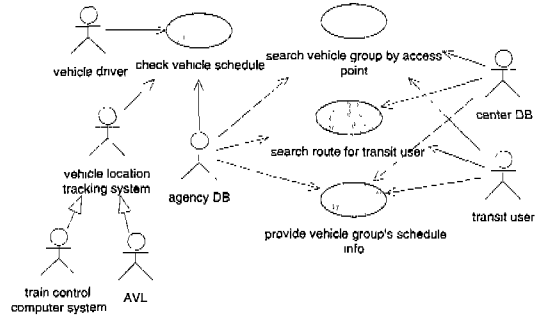 vehicle driver
check vehicle schedule
search vehicle group by access
point
center DB
vehicle location
tracking system
agency DB
search route for transit user
transit user
provide vehicle group's schedule
info
train control
computer system
AVL